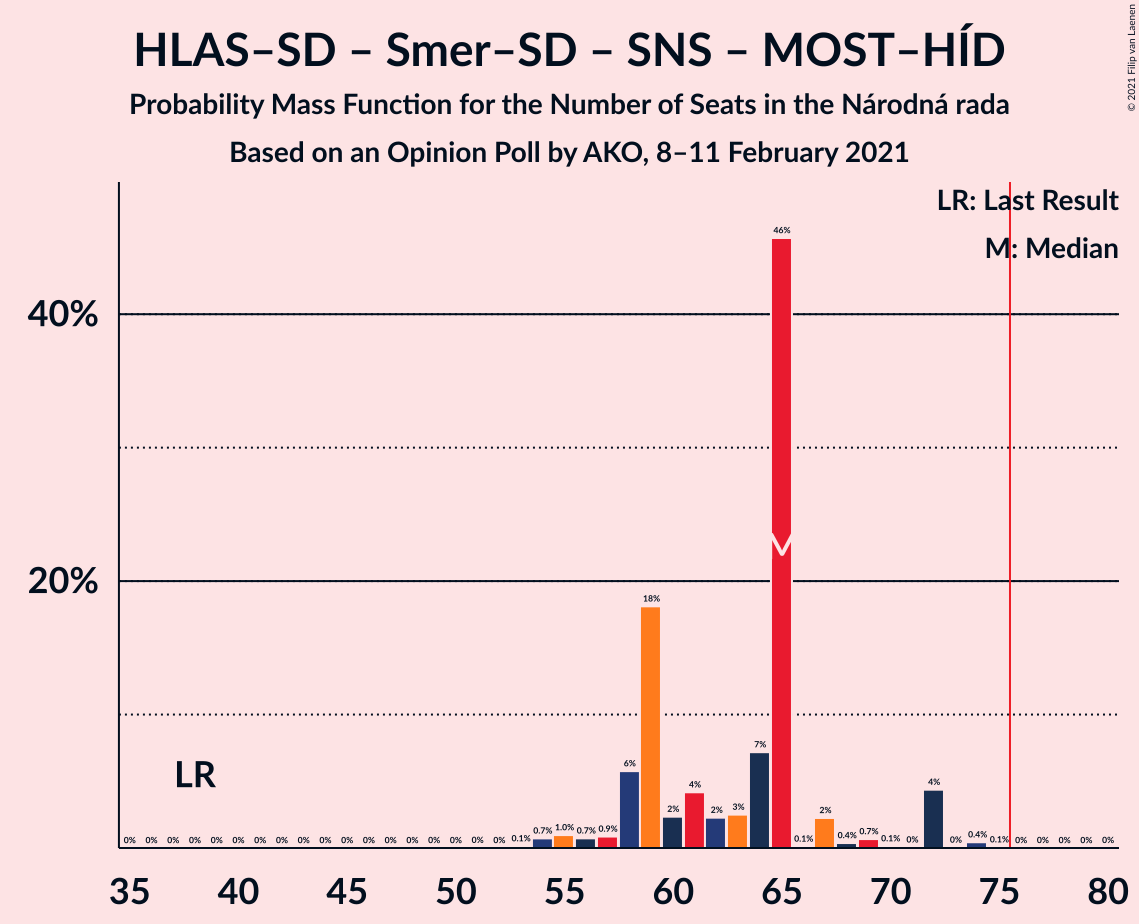 HLAS–SD – Smer–SD – SNS – MOST–HÍD
Probability Mass Function for the Number of Seats in the Národná rada
Based on an Opinion Poll by AKO, 8–11 February 2021
© 2021 Filip van Laenen
LR: Last Result
M: Median
46%
40%
20%
18%
7%
6%
LR
4%
4%
2%
2%
3%
2%
0% 0% 0% 0% 0% 0% 0% 0% 0% 0% 0% 0% 0% 0% 0% 0% 0% 0% 0.1% 0.7% 1.0% 0.7% 0.9% 0.1% 0.4% 0.7% 0.1% 0% 0% 0.4% 0.1% 0% 0% 0% 0% 0%
M
35 40 45 50 55 60 65 70 75 80